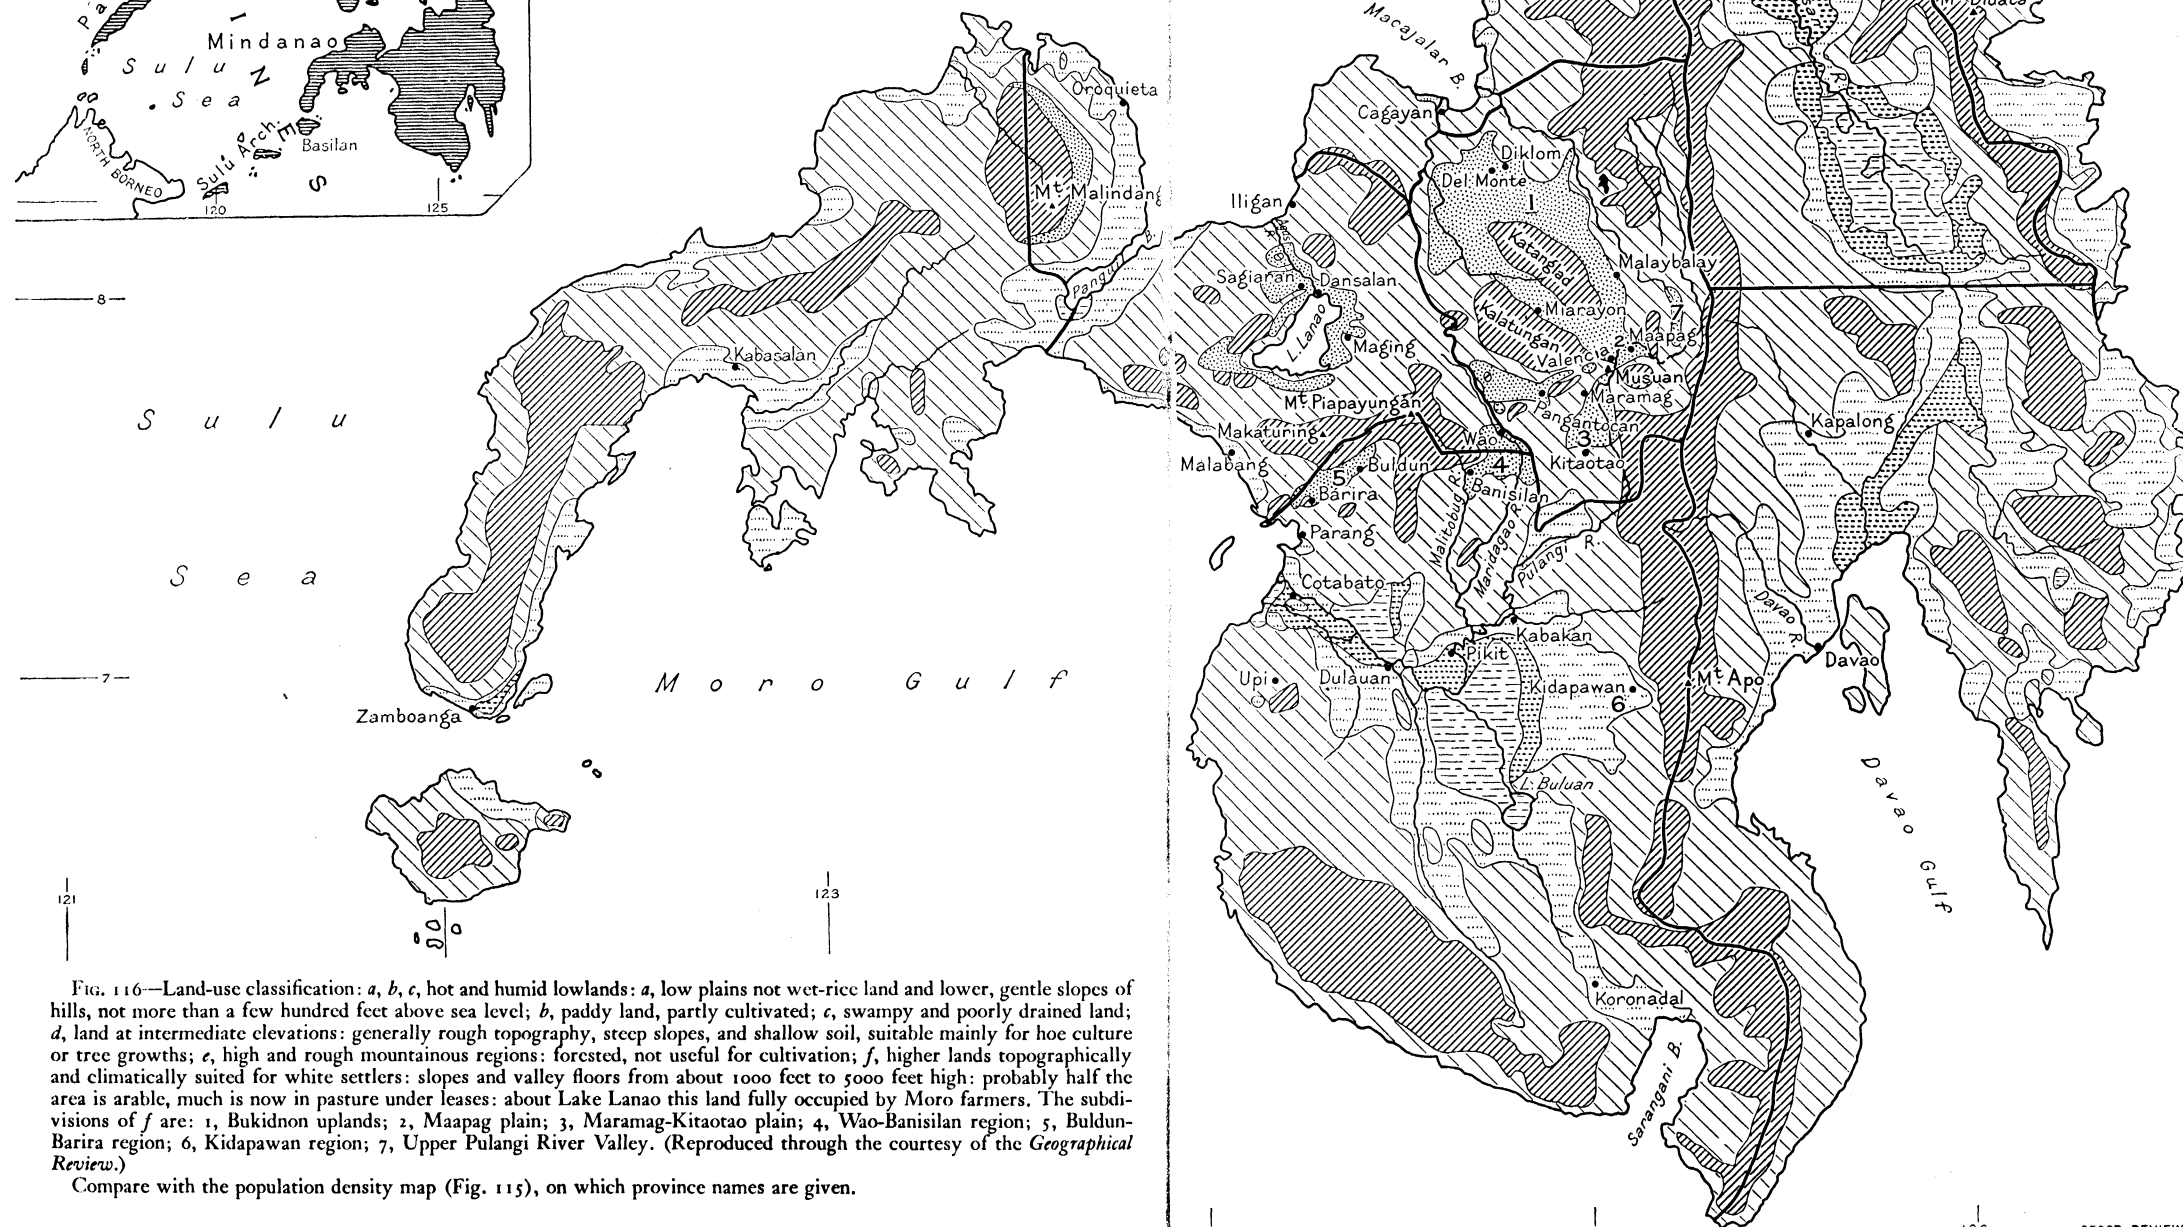 Mindanao
Sulu
Sea
Sulu Arch.
Basilan
NORTH BORNEO
120
125
8
7
Sulu
Sea
Moro Gulf
Kabasalan
Zamboanga
Oroquieta
Mt. Malindang
Panguil B.
121
123
Macajalar B.
Cagayan
Diklom
Del Monte
1
Iligan
Agus R.
Katanglad
Malaybalay
Sagiaran
Dansalan
Miarayon
Kalatungan
7
2
Maapag
L. Lanao
Maging
Valencia
Musuan
Maramag
Mt. Piapayungan
Pangantocan
Makaturing
Wao
3
Malabang
Buldun
4
Kitaotao
5
Barira
Banisilan
Parang
Malitobug R.
Maridagao R.
Pulangi R.
Kapalong
Cotabato
Davao R.
Kabakan
Pikit
Upi
Dulauan
Kidapawan
6
Mt Apo
Davao
L. Buluan
Davao Gulf
Koronadal
Sarangani B.
FIG. 116—Land-use classification: a, b, c, hot and humid lowlands: a, low plains not wet-rice land and lower, gentle slopes of
hills, not more than a few hundred feet above sea level; b, paddy land, partly cultivated; c, swampy and poorly drained land;
d, land at intermediate elevations: generally rough topography, steep slopes, and shallow soil, suitable mainly for hoe culture
or tree growths; e, high and rough mountainous regions: forested, not useful for cultivation; f, higher lands topographically
and climatically suited for white settlers: slopes and valley floors from about 1000 feet to 5000 feet high: probably half the
area is arable, much is now in pasture under leases: about Lake Lanao this land fully occupied by Moro farmers. The subdi-
visions of f are: 1, Bukidnon uplands; 2, Maapag plain; 3, Maramag-Kitaotao plain; 4, Wao-Banisilan region; 5, Buldun-
Barira region; 6, Kidapawan region; 7, Upper Pulangi River Valley. (Reproduced through the courtesy of the Geographical
Review.)
Compare with the population density map (Fig. 115), on which province names are given.